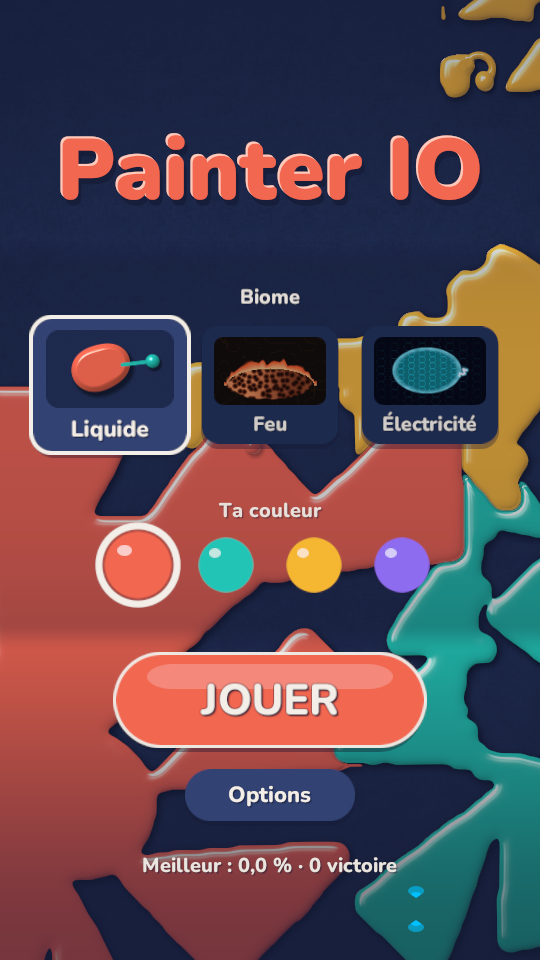 Painter IO
Biome
Liquide
Feu
Électricité
Ta couleur
JOUER
Options
Meilleur : 0,0 % · 0 victoire